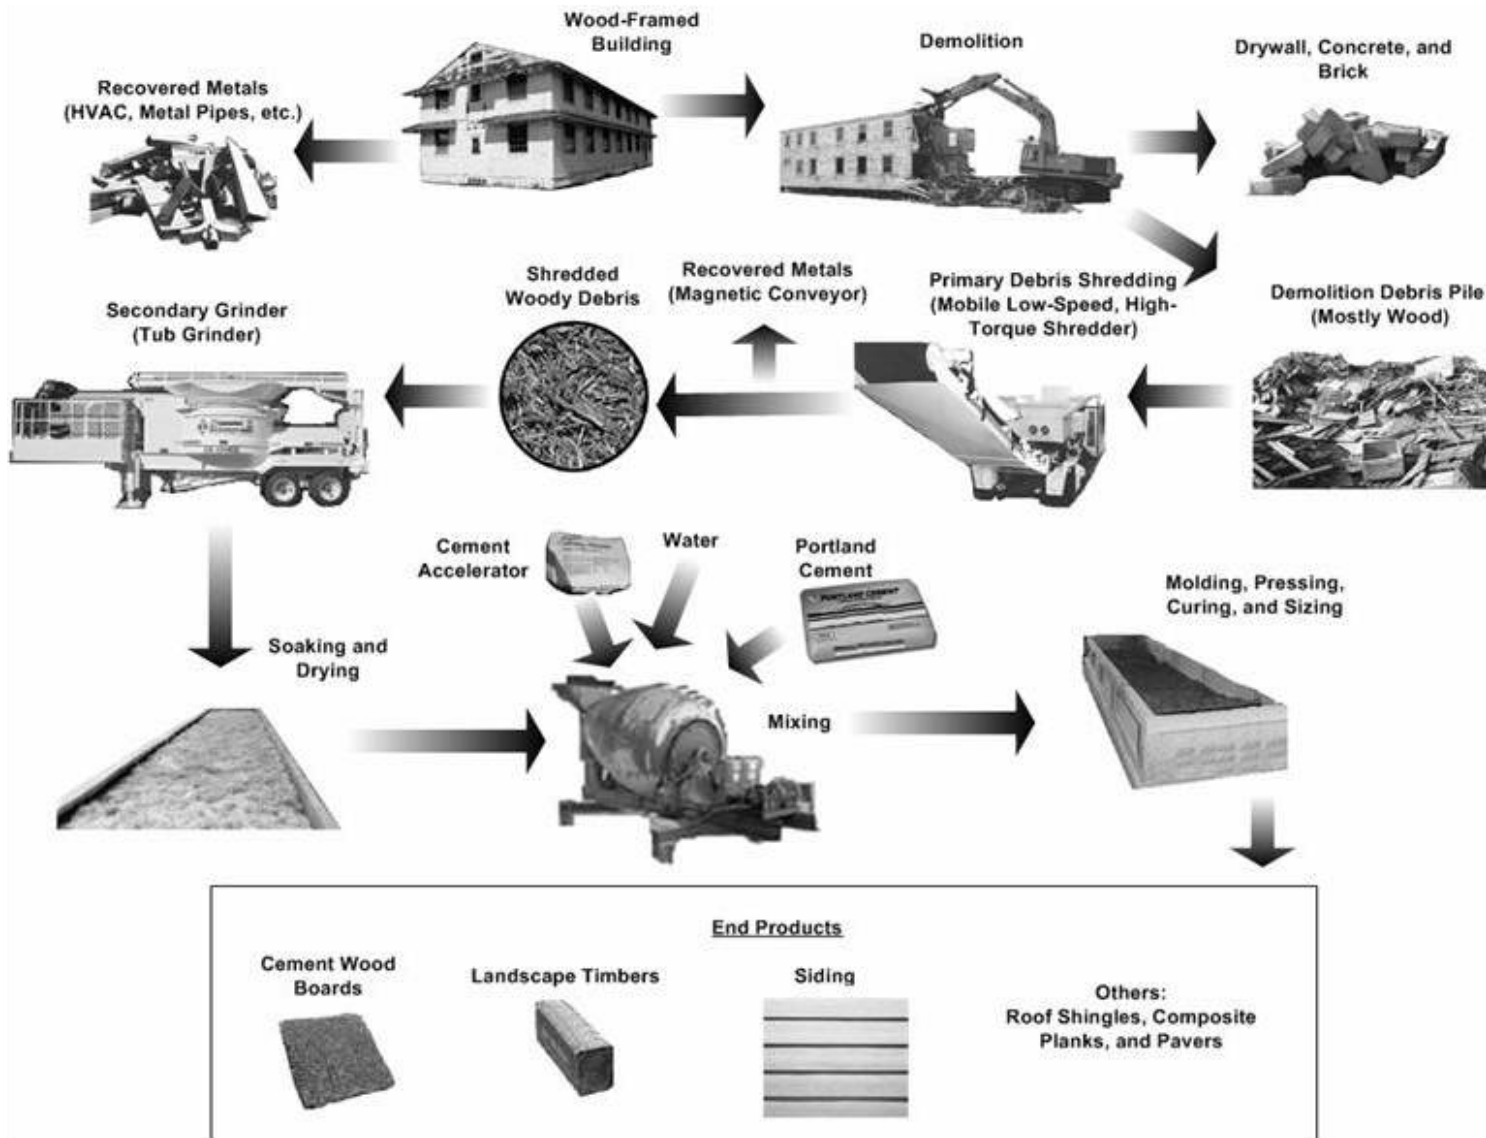 Wood-Framed
Building
Demolition
Drywall, Concrete, and
Brick
Recovered Metals
(HVAC, Metal Pipes, etc.)
Shredded
Woody Debris
Recovered Metals
(Magnetic Conveyor)
Primary Debris Shredding
(Mobile Low-Speed, High-
Torque Shredder)
Demolition Debris Pile
(Mostly Wood)
Secondary Grinder
(Tub Grinder)
Cement
Accelerator
Water
Portland
Cement
PORTLAND CEMENT
Molding, Pressing,
Curing, and Sizing
Soaking and
Drying
Mixing
End Products
Cement Wood
Boards
Landscape Timbers
Siding
Others:
Roof Shingles, Composite
Planks, and Pavers